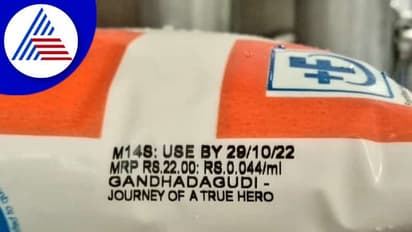 M14S: USE BY 29/10/22
MRP RS.22.00: RS.0.044/ml
GANDHADAGUDI -
JOURNEY OF A TRUE HERO